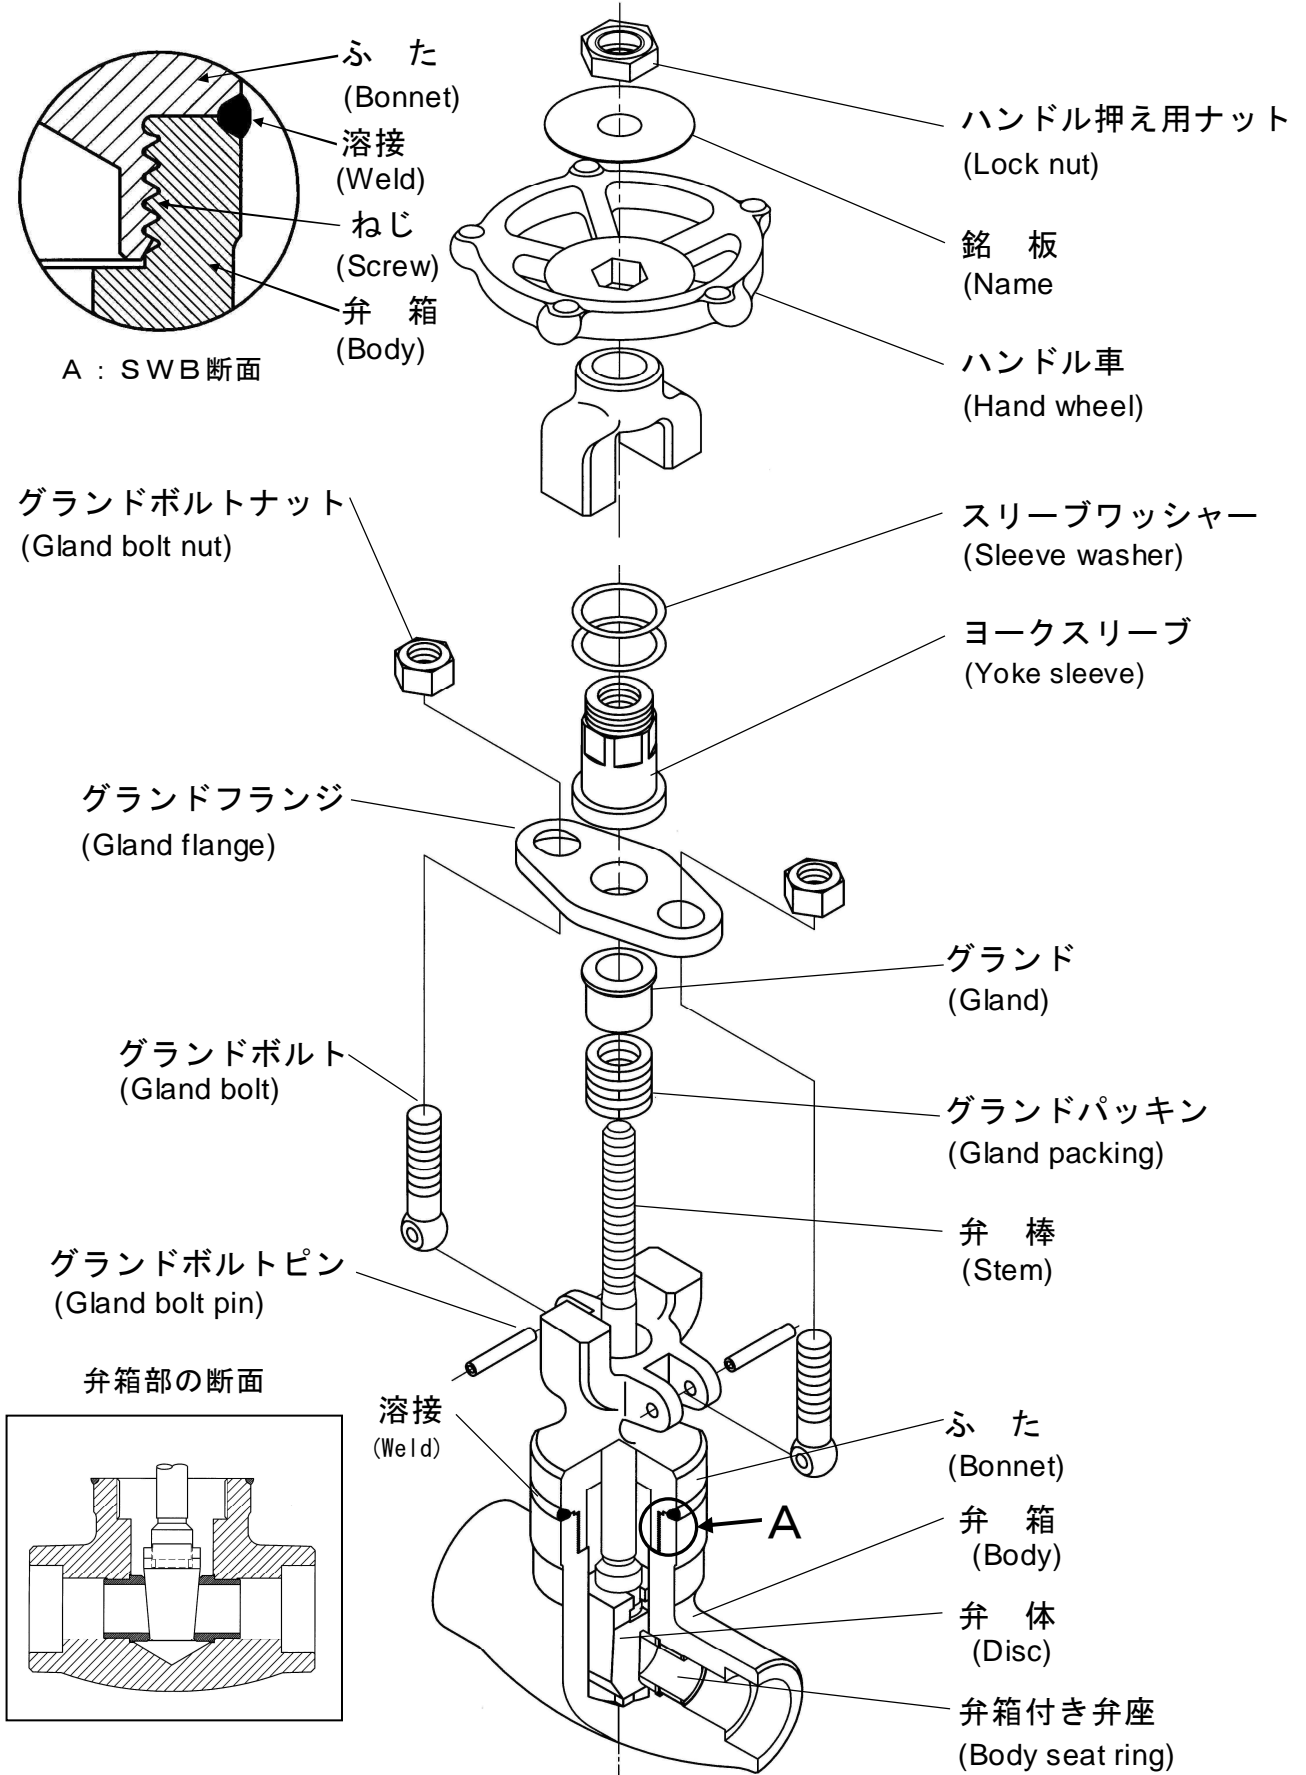 ふ た
(Bonnet)
溶接
(Weld)
ねじ
(Screw)
弁 箱
(Body)
A : SWB断面
ハンドル押え用ナット
(Lock nut)
銘 板
(Name
ハンドル車
(Hand wheel)
グランドボルトナット
(Gland bolt nut)
スリーブワッシャー
(Sleeve washer)
ヨークスリーブ
(Yoke sleeve)
グランドフランジ
(Gland flange)
グランド
(Gland)
グランドボルト
(Gland bolt)
グランドパッキン
(Gland packing)
弁 棒
(Stem)
グランドボルトピン
(Gland bolt pin)
弁箱部の断面
溶接
(Weld)
ふ た
(Bonnet)
A
弁 箱
(Body)
弁 体
(Disc)
弁箱付き弁座
(Body seat ring)